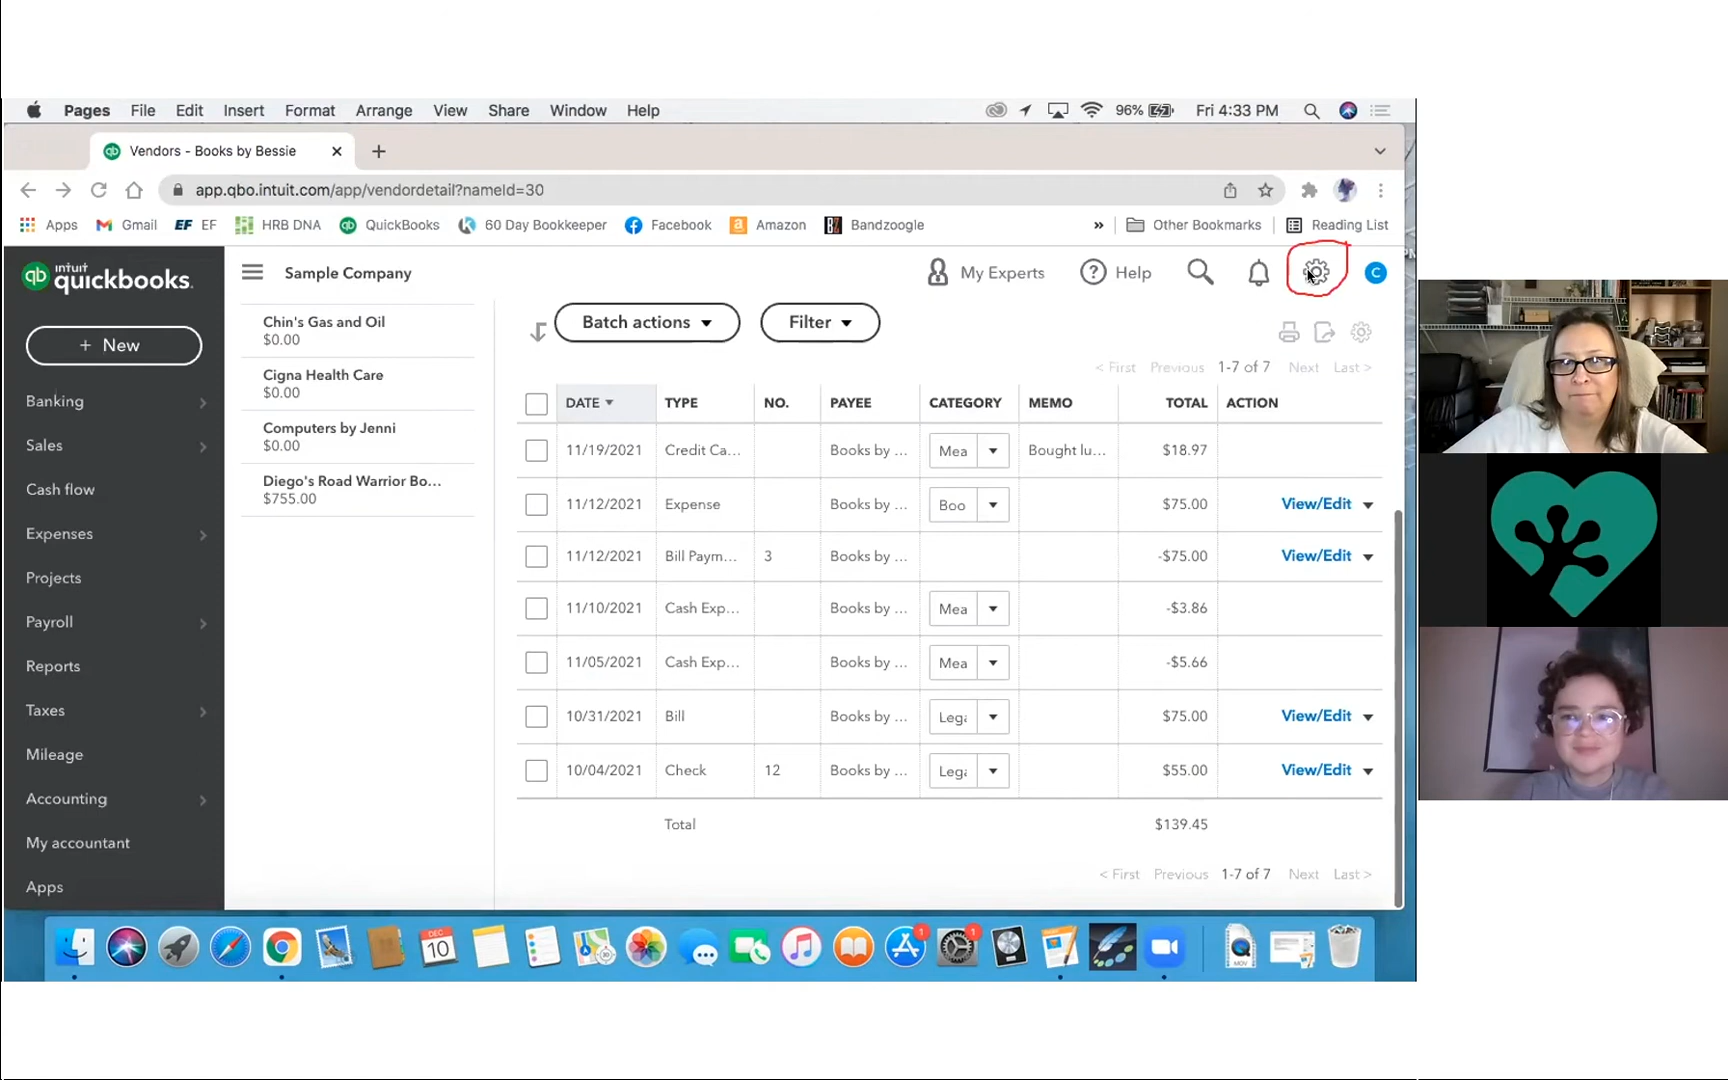 Pages File Edit Insert Format Arrange View Share Window Help 96% Fri 4:33 PM
Vendors - Books by Bessie
app.qbo.intuit.com/app/vendordetail?nameId=30
Apps Gmail EF EF HRB DNA QuickBooks 60 Day Bookkeeper Facebook Amazon Bandzoogle » Other Bookmarks Reading List
qb intuit quickbooks.
Sample Company My Experts ? Help C
+ New
Banking
Sales
Cash flow
Expenses
Projects
Payroll
Reports
Taxes
Mileage
Accounting
My accountant
Apps
Chin's Gas and Oil
$0.00
Cigna Health Care
$0.00
Computers by Jenni
$0.00
Diego's Road Warrior Bo...
$755.00
Batch actions Filter
< First Previous 1-7 of 7 Next Last >
DATE TYPE NO. PAYEE CATEGORY MEMO TOTAL ACTION
11/19/2021 Credit Ca... Books by ... Mea Bought lu... $18.97
11/12/2021 Expense Books by ... Boo $75.00 View/Edit
11/12/2021 Bill Paym... 3 Books by ... -$75.00 View/Edit
11/10/2021 Cash Exp... Books by ... Mea -$3.86
11/05/2021 Cash Exp... Books by ... Mea -$5.66
10/31/2021 Bill Books by ... Lega $75.00 View/Edit
10/04/2021 Check 12 Books by ... Lega $55.00 View/Edit
Total $139.45
< First Previous 1-7 of 7 Next Last >
DEC
10
1
1